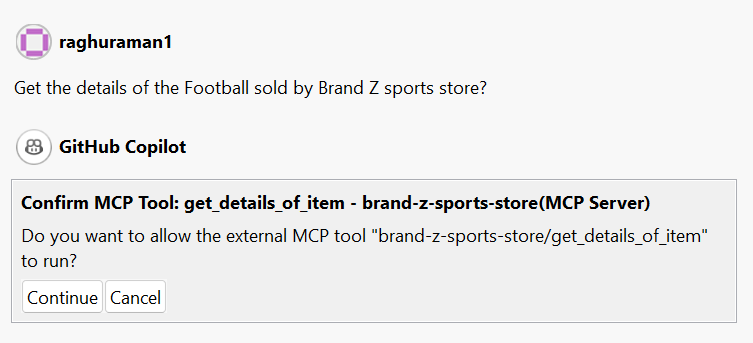 raghuraman1
Get the details of the Football sold by Brand Z sports store?
GitHub Copilot
Confirm MCP Tool: get_details_of_item - brand-z-sports-store(MCP Server)
Do you want to allow the external MCP tool "brand-z-sports-store/get_details_of_item"
to run?
Continue Cancel